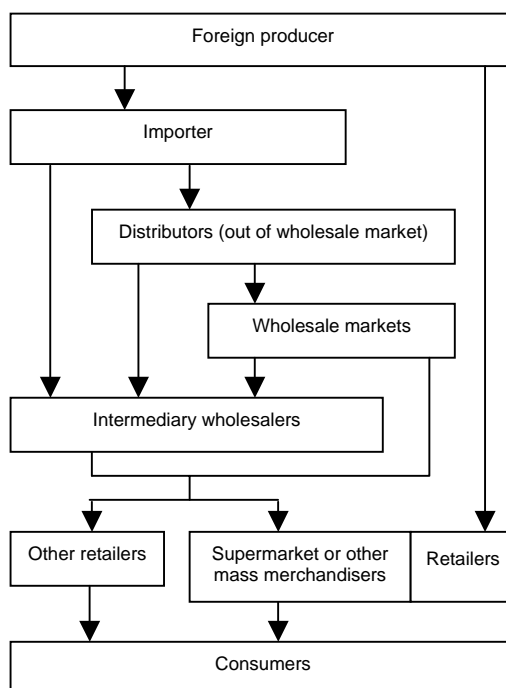 Foreign producer
Importer
Distributors (out of wholesale market)
Wholesale markets
Intermediary wholesalers
Other retailers
Supermarket or other
mass merchandisers
Retailers
Consumers